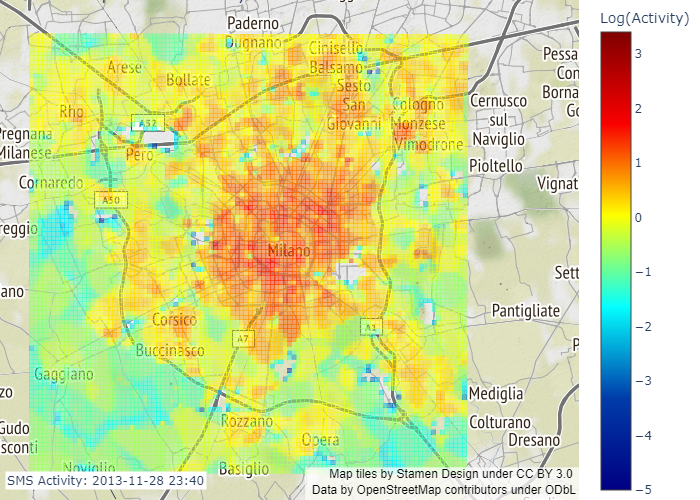 Paderno
Dugnano
Log(Activity)
Cinisello
Balsamo
Sesto
San
Giovanni
Arese
Bollate
Rho
A52
Pero
Pregnana
Milanese
Cornaredo
A50
reggio
ano
Cologno
Monzese
Vimodrone
Cernusco
sul
Naviglio
Pioltello
Pessa
Con
Borna
Go
Vignat
Milano
Sett
Pantigliate
P
Corsico
Buccinasco
A7
A1
Gaggiano
zo
Gudo
sconti
Rozzano
Opera
Mediglia
Colturano
Dresano
Noviglio
Basiglio
SMS Activity: 2013-11-28 23:40
Map tiles by Stamen Design under CC BY 3.0
Data by OpenStreetMap contributors under ODbL
3
2
1
0
−1
−2
−3
−4
−5